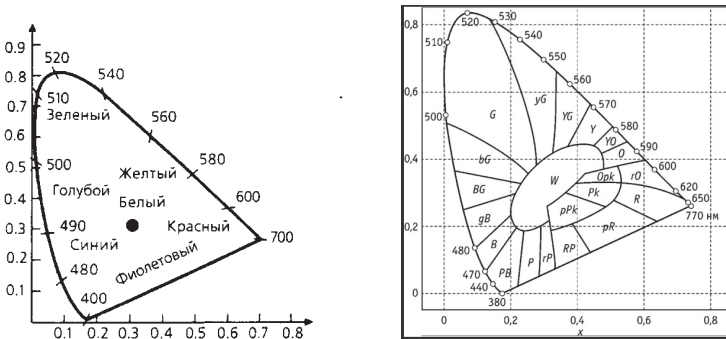 0.9
0.8
0.7
0.6
0.5
0.4
0.3
0.2
0.1
520
540
510
Зеленый
560
500
Желтый
580
Голубой
Белый
600
490
Красный
700
Синий
480
Фиолетовый
400
0.1 0.2 0.3 0.4 0.5 0.6 0.7 0.8
0,8
0,6
0,4
0,2
0
520
530
540
510
550
560
yG
570
500
G
YG
580
Y
YO
590
O
600
bG
W
Opk
rO
620
BG
Pk
R
650
gB
pPk
770 нм
pR
480
B
RP
470
PB
P
rP
440
380
0 0,2 0,4 0,6 0,8
x